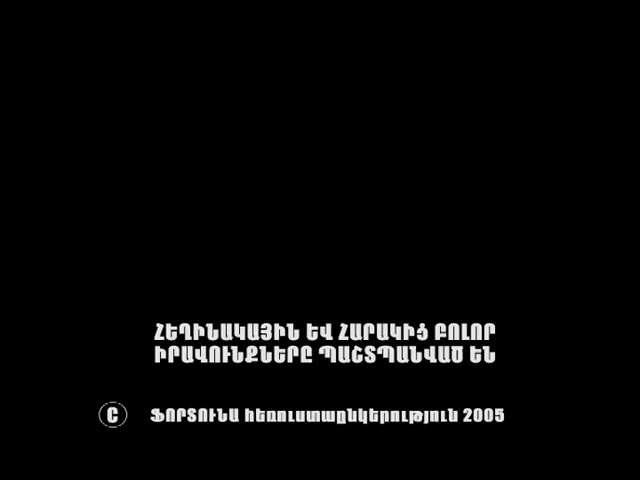 ՀԵՂԻՆԱԿԱՅԻՆ ԵՎ ՀԱՐԱԿԻՑ ԲՈԼՈՐ
ԻՐԱՎՈՒՆՔՆԵՐԸ ՊԱՇՏՊԱՆՎԱԾ ԵՆ
© ՖՈՐՏՈՒՆԱ հեռուստաընկերություն 2005